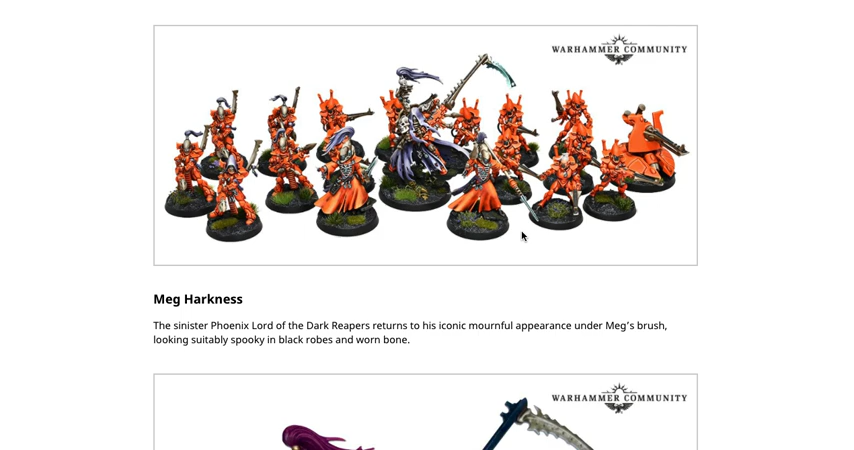 WARHAMMER COMMUNITY
Meg Harkness
The sinister Phoenix Lord of the Dark Reapers returns to his iconic mournful appearance under Meg’s brush,
looking suitably spooky in black robes and worn bone.
WARHAMMER COMMUNITY